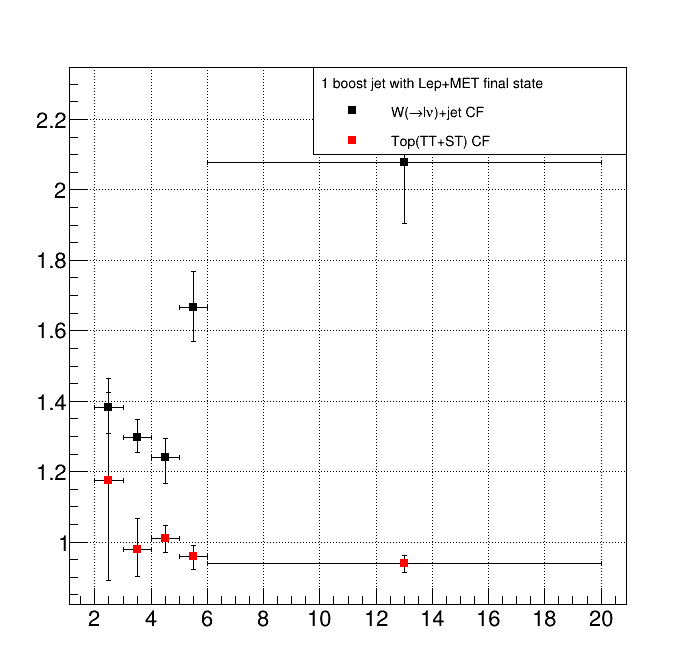 1 boost jet with Lep+MET final state
W(→lν)+jet CF
Top(TT+ST) CF
2.2
2
1.8
1.6
1.4
1.2
1
2 4 6 8 10 12 14 16 18 20